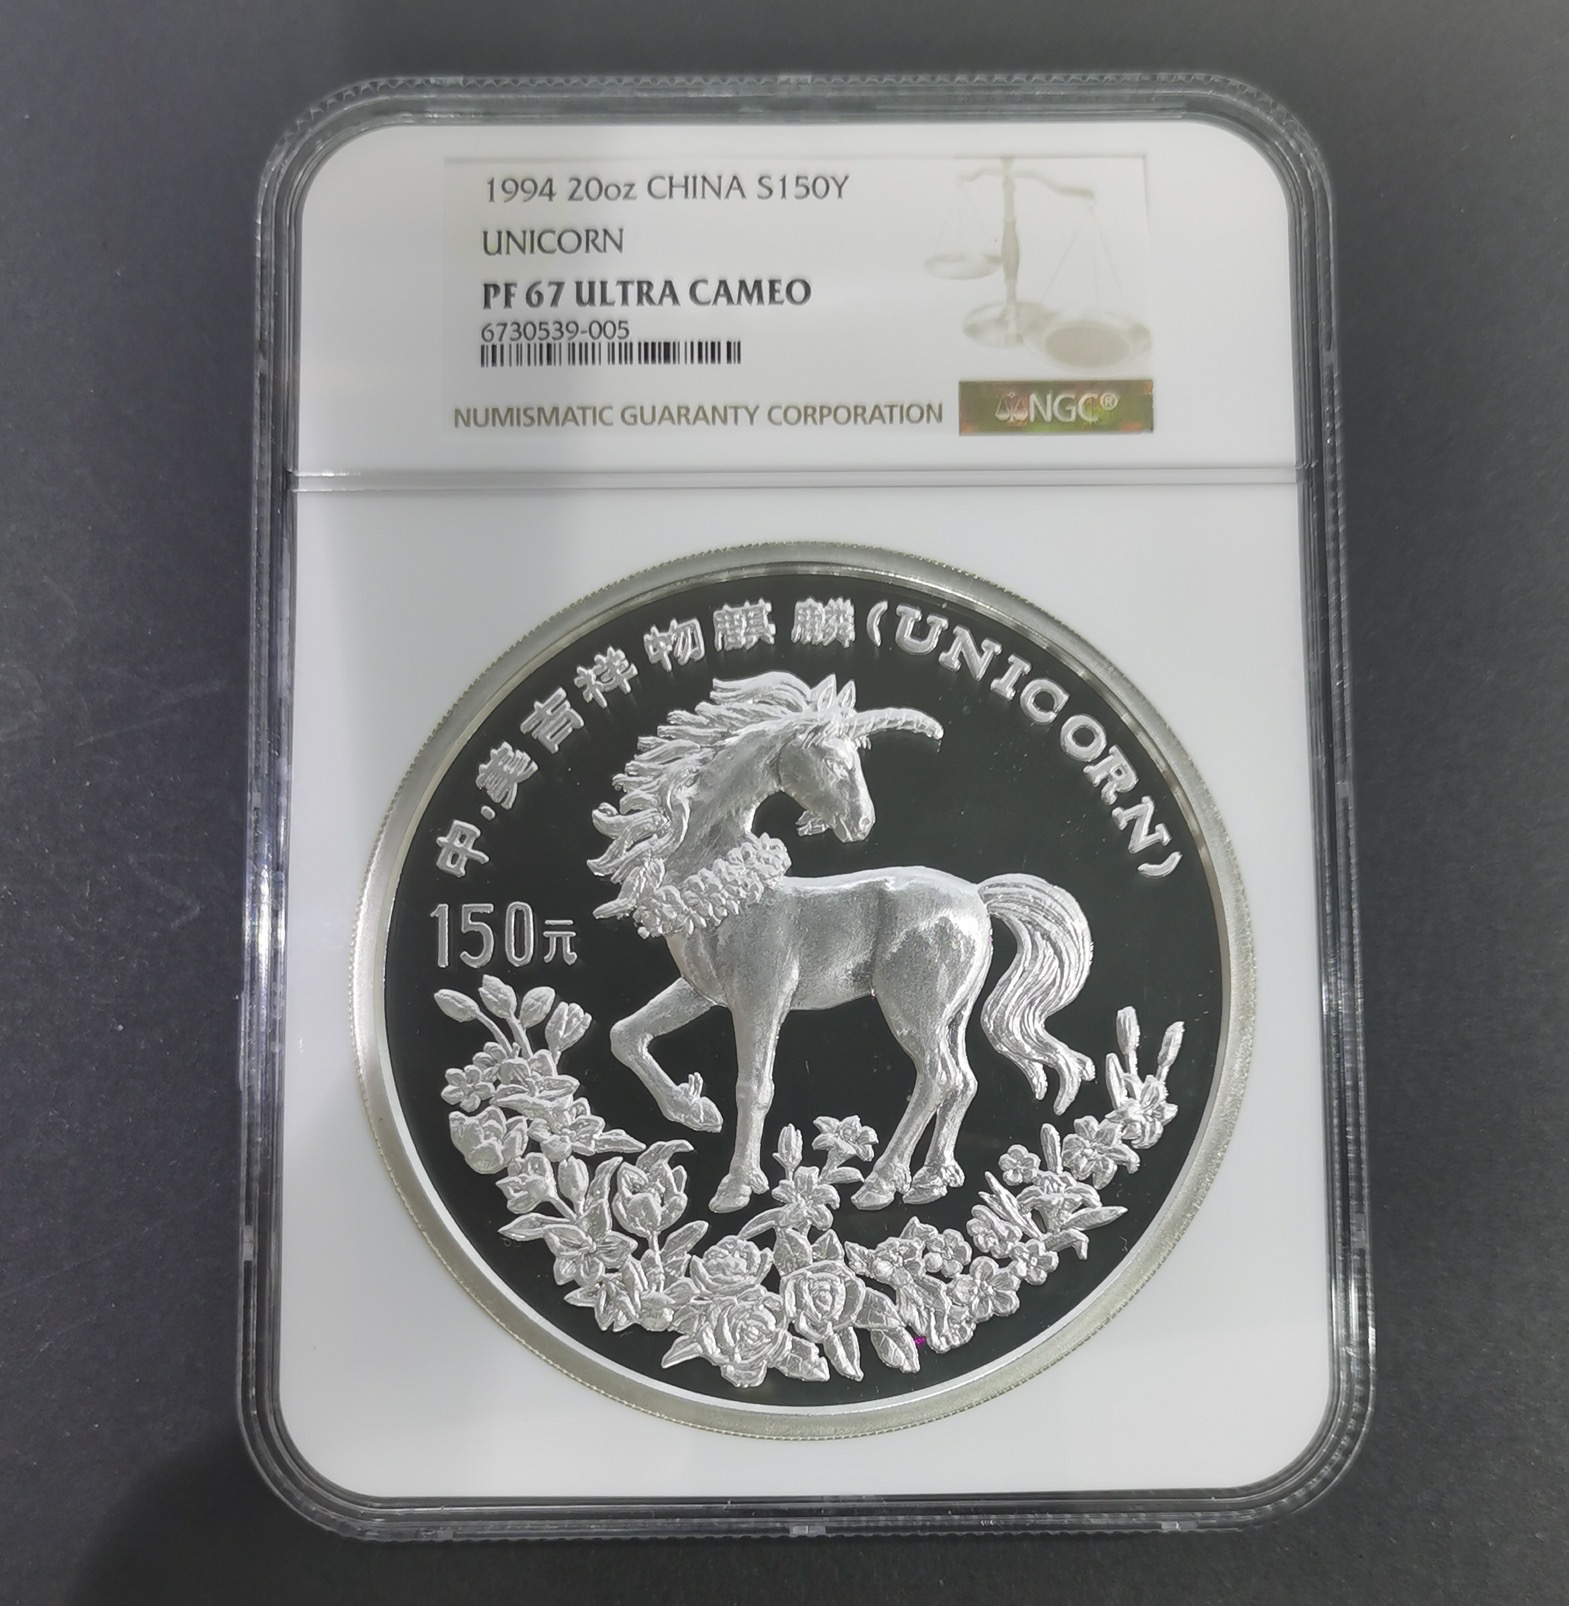 1994 20oz CHINA S150Y
UNICORN
PF 67 ULTRA CAMEO
6730539-005
NUMISMATIC GUARANTY CORPORATION
NGC®
中·美吉祥物麒麟(UNICORN)
150元